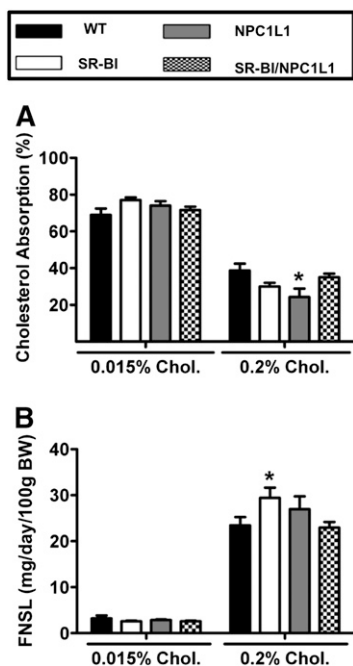 WT
NPC1L1
SR-BI
SR-BI/NPC1L1
A
Cholesterol Absorption (%)
100
80
60
40
20
*
0.015% Chol.
0.2% Chol.
B
FNSL (mg/day/100g BW)
40
30
20
10
0
*
0.015% Chol.
0.2% Chol.